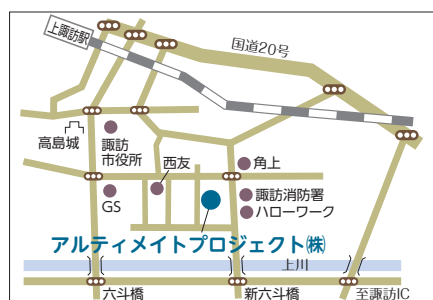 上諏訪駅
国道20号
高島城
諏訪
市役所
西友
角上
GS
諏訪消防署
ハローワーク
アルティメイトプロジェクト㈱
上川
六斗橋
新六斗橋
至諏訪IC